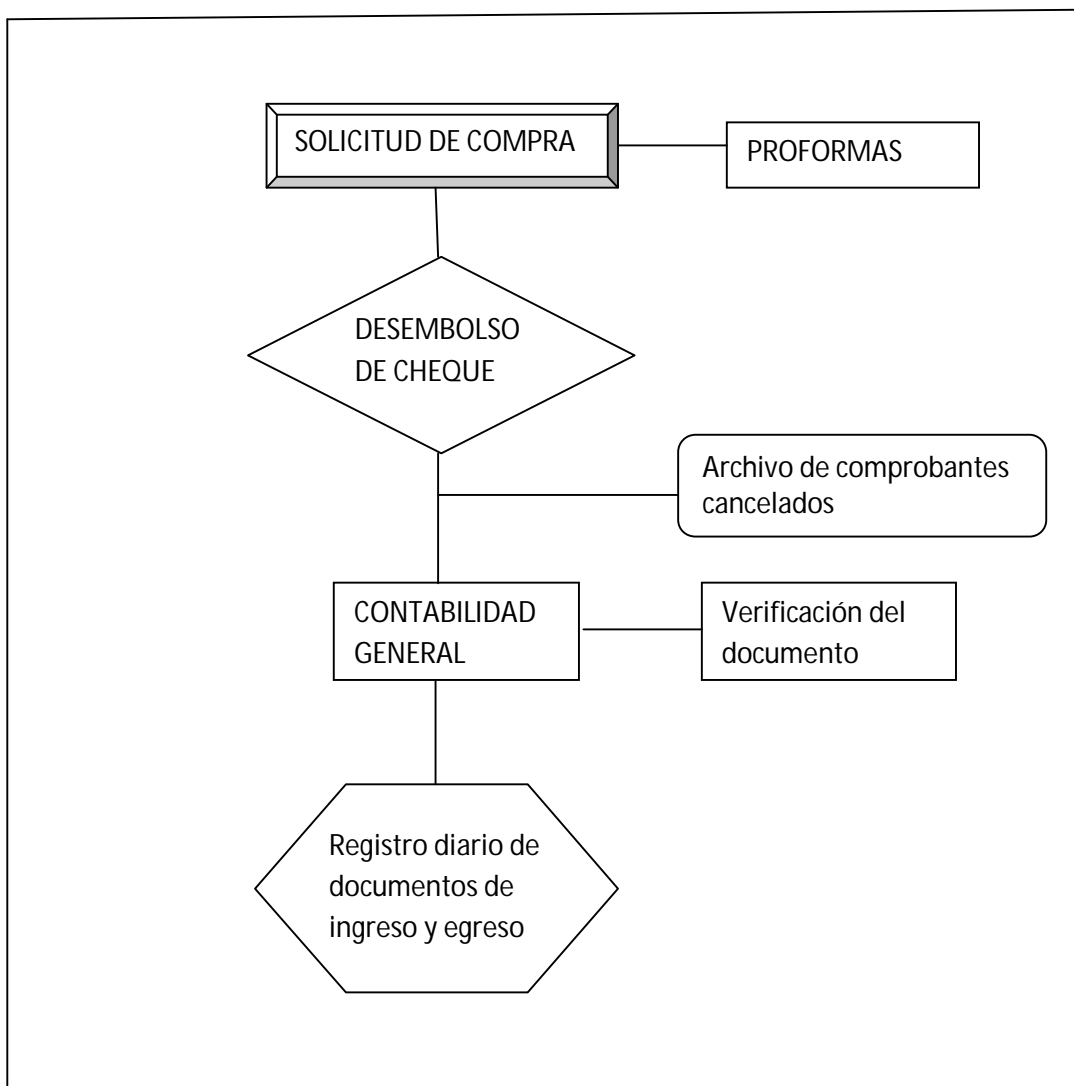 SOLICITUD DE COMPRA
PROFORMAS
DESEMBOLSO
DE CHEQUE
Archivo de comprobantes
cancelados
CONTABILIDAD
GENERAL
Verificación del
documento
Registro diario de
documentos de
ingreso y egreso